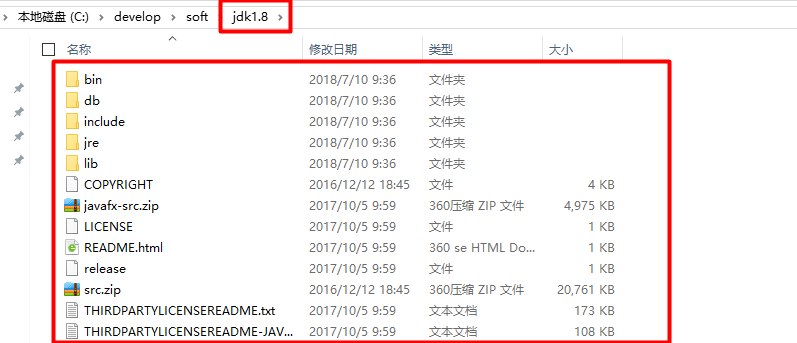 本地磁盘 (C:) > develop > soft > jdk1.8 >
名称 修改日期 类型 大小
bin 2018/7/10 9:36 文件夹
db 2018/7/10 9:36 文件夹
include 2018/7/10 9:36 文件夹
jre 2018/7/10 9:36 文件夹
lib 2018/7/10 9:36 文件夹
COPYRIGHT 2016/12/12 18:45 文件 4 KB
javafx-src.zip 2017/10/5 9:59 360压缩 ZIP 文件 4,975 KB
LICENSE 2017/10/5 9:59 文件 1 KB
README.html 2017/10/5 9:59 360 se HTML Do... 1 KB
release 2017/10/5 9:59 文件 1 KB
src.zip 2016/12/12 18:45 360压缩 ZIP 文件 20,761 KB
THIRDPARTYLICENSEREADME.txt 2017/10/5 9:59 文本文档 173 KB
THIRDPARTYLICENSEREADME-JAV... 2017/10/5 9:59 文本文档 108 KB